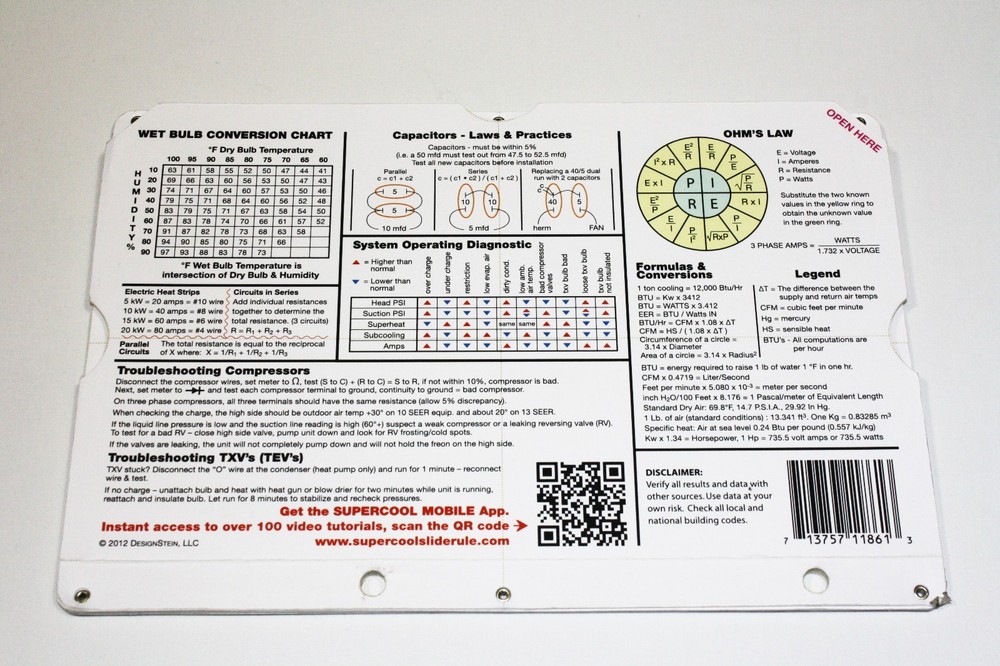 OPEN HERE
WET BULB CONVERSION CHART
°F Dry Bulb Temperature
100 95 90 85 80 75 70 65 60
HUMIDITY %
10 63 61 58 55 52 50 47 44 41
20 69 66 63 60 56 53 50 47 43
30 74 71 67 64 60 57 53 50 46
40 79 75 71 68 64 60 56 52 48
50 83 79 75 71 67 63 58 54 50
60 87 83 78 74 70 66 61 57 52
70 91 87 82 78 73 68 63 58
80 94 90 85 80 75 71 66
90 97 93 88 83 78 73
°F Wet Bulb Temperature is
intersection of Dry Bulb & Humidity
Electric Heat Strips
5 kW = 20 amps = #10 wire
10 kW = 40 amps = #8 wire
15 kW = 60 amps = #6 wire
20 kW = 80 amps = #4 wire
Circuits in Series
Add individual resistances
together to determine the
total resistance. (3 circuits)
R = R1 + R2 + R3
Parallel Circuits
The total resistance is equal to the reciprocal
of X where: X = 1/R1 + 1/R2 + 1/R3
Capacitors - Laws & Practices
Capacitors - must be within 5%
(i.e. a 50 mfd must test out from 47.5 to 52.5 mfd)
Test all new capacitors before installation
Parallel
c = c1 + c2
5
5
10 mfd
Series
c = ( c1 • c2 ) / ( c1 + c2 )
10 10
5 mfd
Replacing a 40/5 dual
run with 2 capacitors
C
C
40 5
herm FAN
System Operating Diagnostic
▲ = Higher than
normal
▼ = Lower than
normal
over charge
under charge
restriction
low evap. air
dirty cond.
low amb. air temp.
bad compressor valves
txv bulb bad
loose txv bulb
txv bulb not insulated
Head PSI
Suction PSI
Superheat same same
Subcooling
Amps
OHM'S LAW
P I R E
E²/R
E/R
P/E
√P/R
R x I
P/I
√RxP
P/I²
E/I
E²/P
E x I
I² x R
E = Voltage
I = Amperes
R = Resistance
P = Watts
Substitute the two known
values in the yellow ring to
obtain the unknown value
in the green ring.
3 PHASE AMPS = WATTS / 1.732 x VOLTAGE
Formulas &
Conversions
1 ton cooling = 12,000 Btu/Hr
BTU = Kw x 3412
BTU = WATTS x 3.412
EER = BTU / Watts IN
BTU/Hr = CFM x 1.08 x ΔT
CFM = HS / ( 1.08 x ΔT )
Circumference of a circle =
3.14 x Diameter
Area of a circle = 3.14 x Radius²
Legend
ΔT = The difference between the
supply and return air temps
CFM = cubic feet per minute
Hg = mercury
HS = sensible heat
BTU's - All computations are
per hour
BTU = energy required to raise 1 lb of water 1 °F in one hr.
CFM x 0.4719 = Liter/Second
Feet per minute x 5.080 x 10⁻³ = meter per second
inch H2O/100 Feet x 8.176 = 1 Pascal/meter of Equivalent Length
Standard Dry Air: 69.8°F, 14.7 P.S.I.A., 29.92 In Hg.
1 Lb. of air (standard conditions) : 13.341 ft³. One Kg = 0.83285 m³
Specific heat: Air at sea level 0.24 Btu per pound (0.557 kJ/kg)
Kw x 1.34 = Horsepower, 1 Hp = 735.5 volt amps or 735.5 watts
Troubleshooting Compressors
Disconnect the compressor wires, set meter to Ω, test (S to C) + (R to C) = S to R, if not within 10%, compressor is bad.
Next, set meter to and test each compressor terminal to ground, continuity to ground = bad compressor.
On three phase compressors, all three terminals should have the same resistance (allow 5% discrepancy).
When checking the charge, the high side should be outdoor air temp +30° on 10 SEER equip. and about 20° on 13 SEER.
If the liquid line pressure is low and the suction line reading is high (60°+) suspect a weak compressor or a leaking reversing valve (RV).
To test for a bad RV – close high side valve, pump unit down and look for RV frosting/cold spots.
If the valves are leaking, the unit will not completely pump down and will not hold the freon on the high side.
Troubleshooting TXV's (TEV's)
TXV stuck? Disconnect the "O" wire at the condenser (heat pump only) and run for 1 minute – reconnect
wire & test.
If no charge – unattach bulb and heat with heat gun or blow drier for two minutes while unit is running,
reattach and insulate bulb. Let run for 8 minutes to stabilize and recheck pressures.
Get the SUPERCOOL MOBILE App.
Instant access to over 100 video tutorials, scan the QR code →
www.supercoolsliderule.com
© 2012 DESIGNSTEIN, LLC
DISCLAIMER:
Verify all results and data with
other sources. Use data at your
own risk. Check all local and
national building codes.
7 13757 11861 3